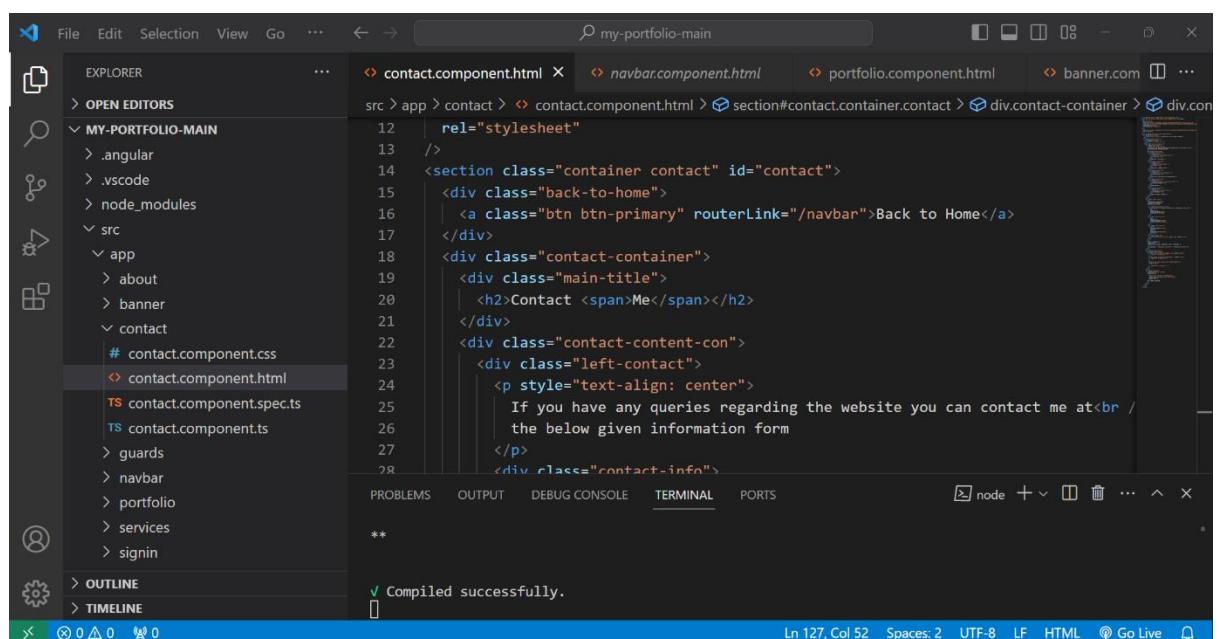 File Edit Selection View Go ··· my-portfolio-main
EXPLORER ···
OPEN EDITORS
MY-PORTFOLIO-MAIN
.angular
.vscode
node_modules
src
app
about
banner
contact
# contact.component.css
<> contact.component.html
TS contact.component.spec.ts
TS contact.component.ts
guards
navbar
portfolio
services
signin
OUTLINE
TIMELINE
<> contact.component.html × <> navbar.component.html <> portfolio.component.html <> banner.com ···
src > app > contact > <> contact.component.html > section#contact.container.contact > div.contact-container > div.con
12 rel="stylesheet"
13 />
14 <section class="container contact" id="contact">
15 <div class="back-to-home">
16 <a class="btn btn-primary" routerLink="/navbar">Back to Home</a>
17 </div>
18 <div class="contact-container">
19 <div class="main-title">
20 <h2>Contact <span>Me</span></h2>
21 </div>
22 <div class="contact-content-con">
23 <div class="left-contact">
24 <p style="text-align: center">
25 If you have any queries regarding the website you can contact me at<br /
26 the below given information form
27 </p>
28 <div class="contact-info">
PROBLEMS OUTPUT DEBUG CONSOLE TERMINAL PORTS node
**
√ Compiled successfully.
0 0 0 Ln 127, Col 52 Spaces: 2 UTF-8 LF HTML Go Live